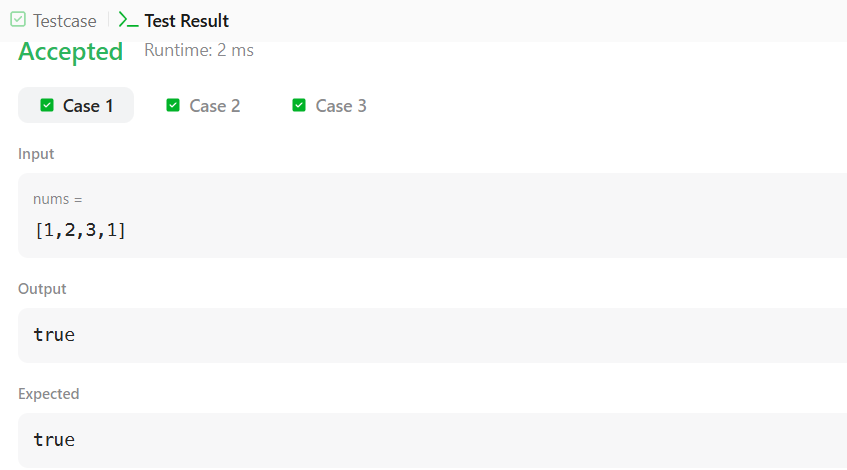 Testcase >_ Test Result
Accepted Runtime: 2 ms
Case 1 Case 2 Case 3
Input
nums =
[1,2,3,1]
Output
true
Expected
true